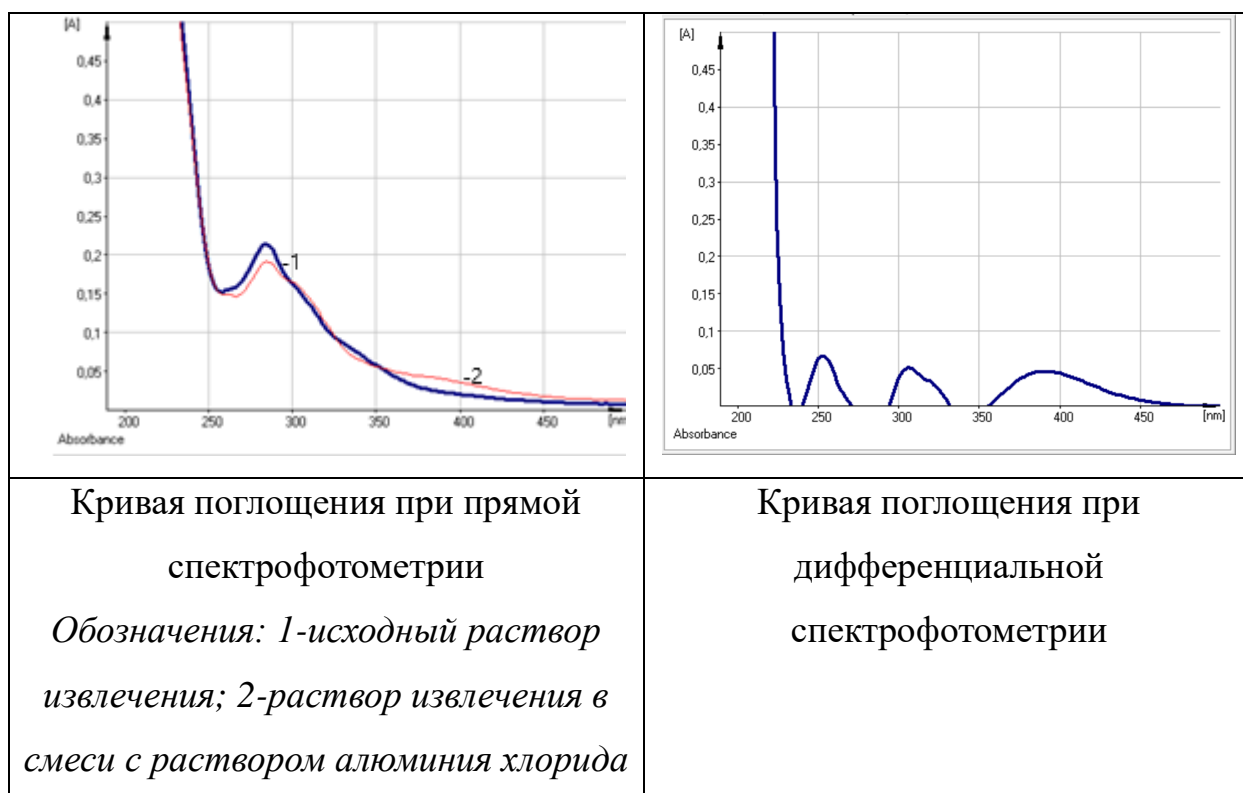 [A]
0,45
0,4
0,35
0,3
0,25
0,2
0,15
0,1
0,05
-1
-2
200 250 300 350 400 450
Absorbance
[A]
0,45
0,4
0,35
0,3
0,25
0,2
0,15
0,1
0,05
200 250 300 350 400 450 [nm]
Absorbance
Кривая поглощения при прямой
спектрофотометрии
Обозначения: 1-исходный раствор
извлечения; 2-раствор извлечения в
смеси с раствором алюминия хлорида
Кривая поглощения при
дифференциальной
спектрофотометрии